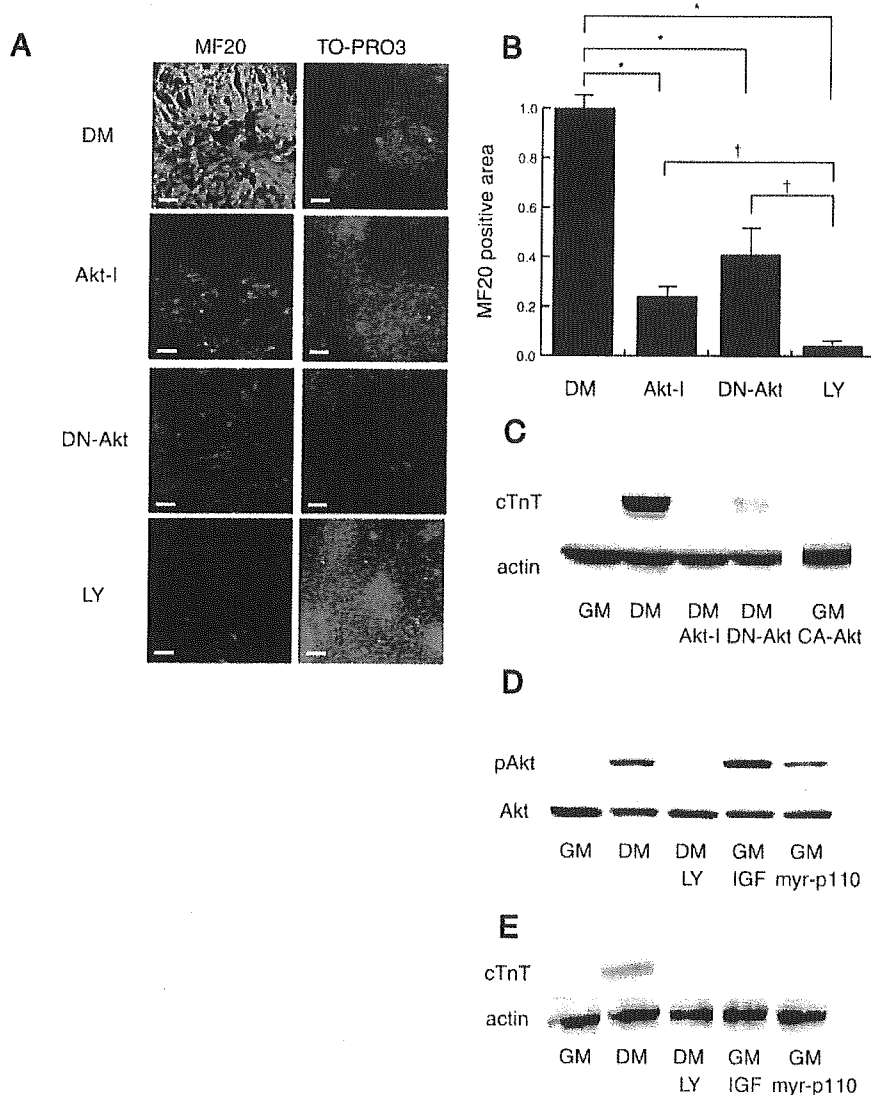 A
MF20 TO-PRO3
DM
Akt-I
DN-Akt
LY
B
* * *
† †
MF20 positive area
1.0
0.8
0.6
0.4
0.2
0.0
DM Akt-I DN-Akt LY
C
cTnT
actin
GM DM DM DM GM
Akt-I DN-Akt CA-Akt
D
pAkt
Akt
GM DM DM GM GM
LY IGF myr-p110
E
cTnT
actin
GM DM DM GM GM
LY IGF myr-p110